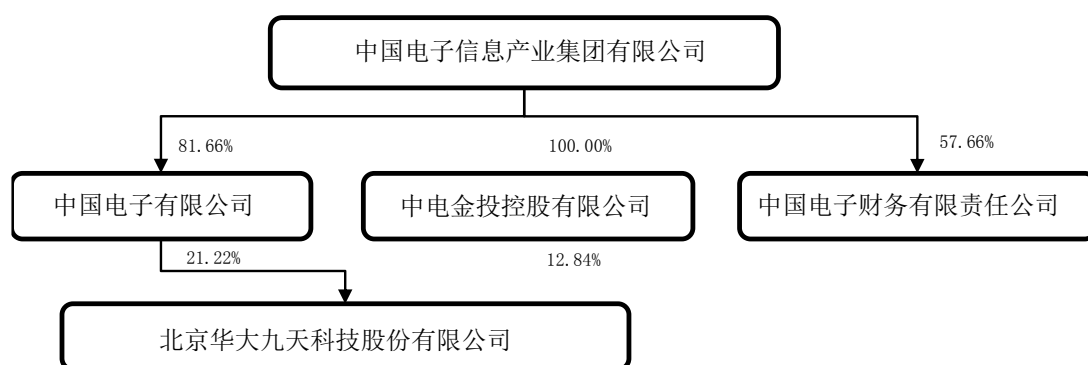 中国电子信息产业集团有限公司
81.66%
100.00%
57.66%
中国电子有限公司
中电金投控股有限公司
中国电子财务有限责任公司
21.22%
12.84%
北京华大九天科技股份有限公司